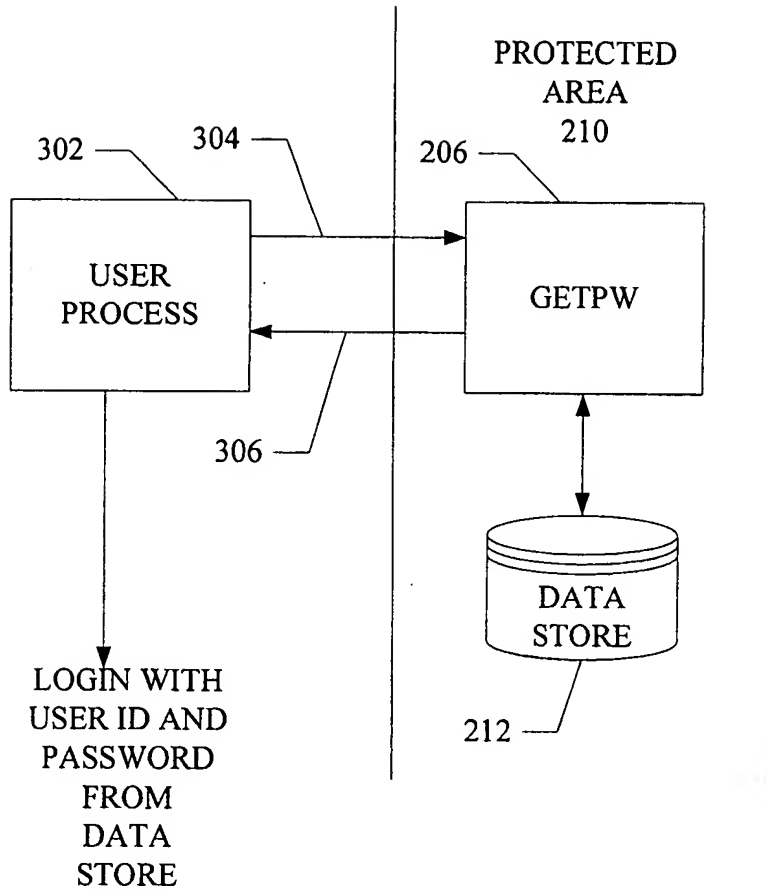 PROTECTED
AREA
210
302
304
206
USER
PROCESS
GETPW
306
DATA
STORE
212
LOGIN WITH
USER ID AND
PASSWORD
FROM
DATA
STORE